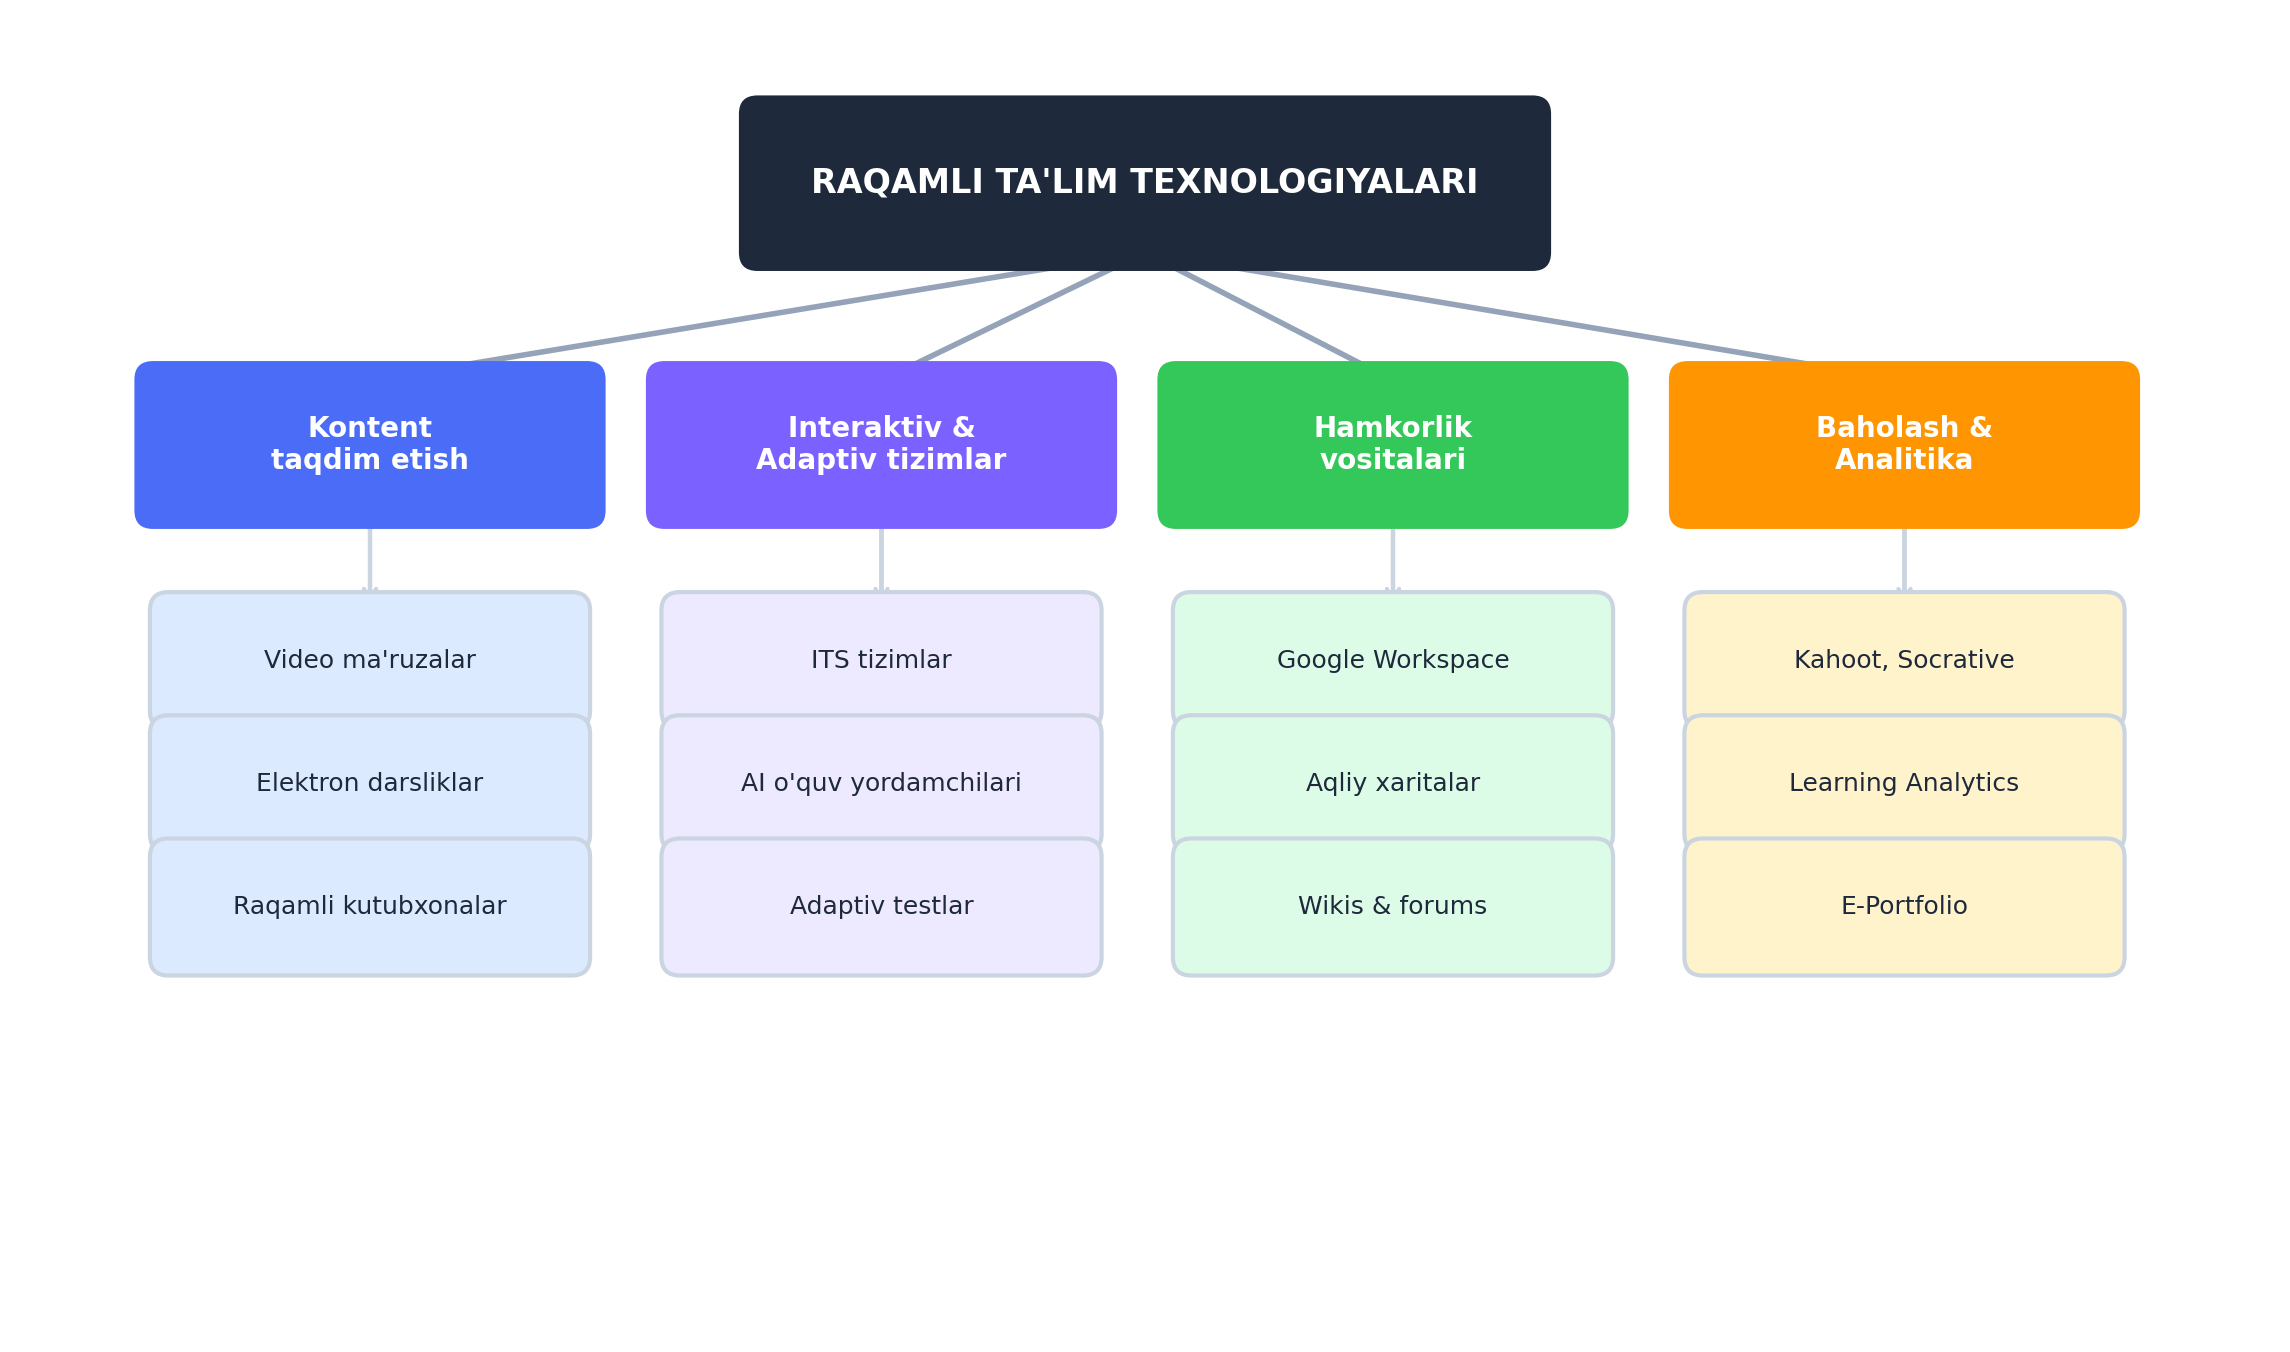 RAQAMLI TA'LIM TEXNOLOGIYALARI
Kontent
taqdim etish
Interaktiv &
Adaptiv tizimlar
Hamkorlik
vositalari
Baholash &
Analitika
Video ma'ruzalar
Elektron darsliklar
Raqamli kutubxonalar
ITS tizimlar
AI o'quv yordamchilari
Adaptiv testlar
Google Workspace
Aqliy xaritalar
Wikis & forums
Kahoot, Socrative
Learning Analytics
E-Portfolio